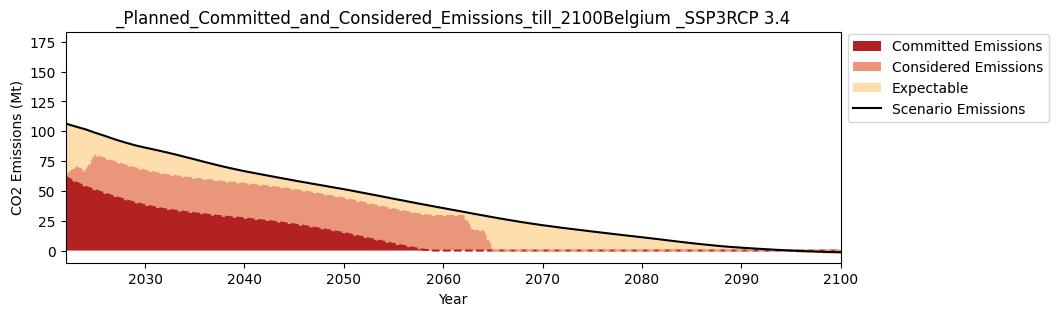 _Planned_Committed_and_Considered_Emissions_till_2100Belgium _SSP3RCP 3.4
175
150
125
100
75
50
25
0
CO2 Emissions (Mt)
2030
2040
2050
2060
2070
2080
2090
2100
Year
Committed Emissions
Considered Emissions
Expectable
Scenario Emissions